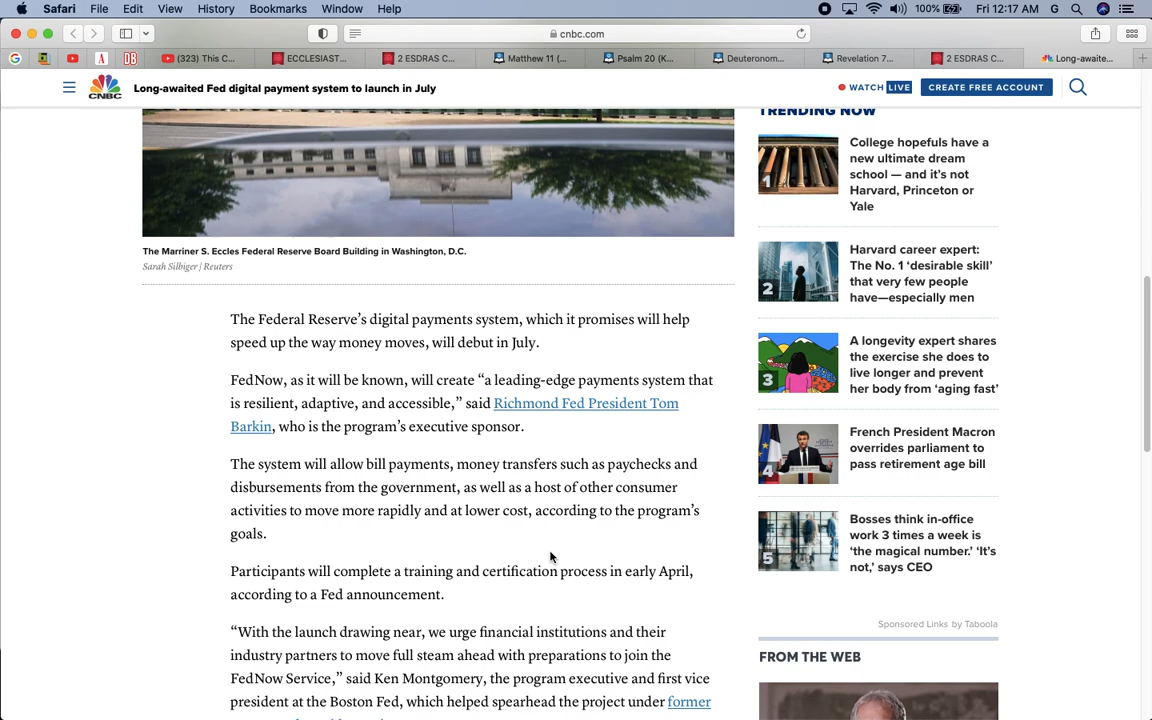 Safari File Edit View History Bookmarks Window Help 100% Fri 12:17 AM G
cnbc.com
G A DB (323) This C... ECCLESIAST... 2 ESDRAS C... Matthew 11 (... Psalm 20 (K... Deuteronom... Revelation 7... 2 ESDRAS C... Long-awaite...
CNBC Long-awaited Fed digital payment system to launch in July WATCH LIVE CREATE FREE ACCOUNT
The Marriner S. Eccles Federal Reserve Board Building in Washington, D.C.
Sarah Silbiger | Reuters
The Federal Reserve’s digital payments system, which it promises will help
speed up the way money moves, will debut in July.
FedNow, as it will be known, will create “a leading-edge payments system that
is resilient, adaptive, and accessible,” said Richmond Fed President Tom
Barkin, who is the program’s executive sponsor.
The system will allow bill payments, money transfers such as paychecks and
disbursements from the government, as well as a host of other consumer
activities to move more rapidly and at lower cost, according to the program’s
goals.
Participants will complete a training and certification process in early April,
according to a Fed announcement.
“With the launch drawing near, we urge financial institutions and their
industry partners to move full steam ahead with preparations to join the
FedNow Service,” said Ken Montgomery, the program executive and first vice
president at the Boston Fed, which helped spearhead the project under former
TRENDING NOW
1
College hopefuls have a
new ultimate dream
school — and it’s not
Harvard, Princeton or
Yale
2
Harvard career expert:
The No. 1 ‘desirable skill’
that very few people
have—especially men
3
A longevity expert shares
the exercise she does to
live longer and prevent
her body from ‘aging fast’
4
French President Macron
overrides parliament to
pass retirement age bill
5
Bosses think in-office
work 3 times a week is
‘the magical number.’ ‘It’s
not,’ says CEO
Sponsored Links by Taboola
FROM THE WEB